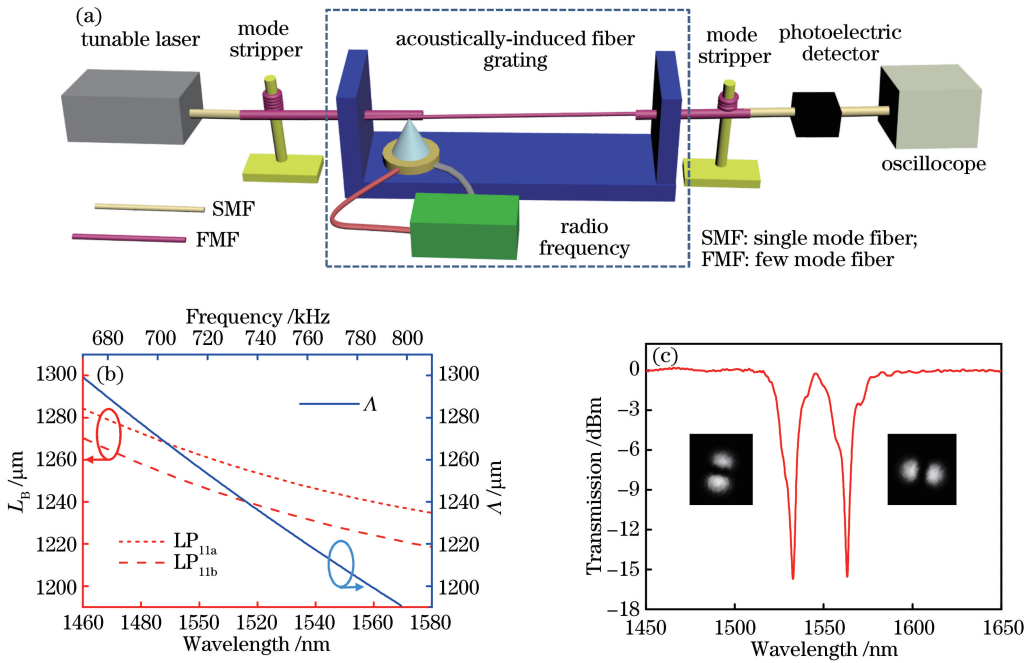 (a)
tunable laser
mode
stripper
acoustically-induced fiber
grating
mode
stripper
photoelectric
detector
oscillocope
SMF
FMF
radio
frequency
SMF: single mode fiber;
FMF: few mode fiber
(b)
Frequency /kHz
680 700 720 740 760 780 800
1300
1280
1260
1240
1220
1200
L_B /μm
Λ
LP_11a
LP_11b
1300
1280
1260
1240
1220
1200
Λ /μm
1460 1480 1500 1520 1540 1560 1580
Wavelength /nm
(c)
0
−3
−6
−9
−12
−15
−18
Transmission /dBm
1450 1500 1550 1600 1650
Wavelength /nm